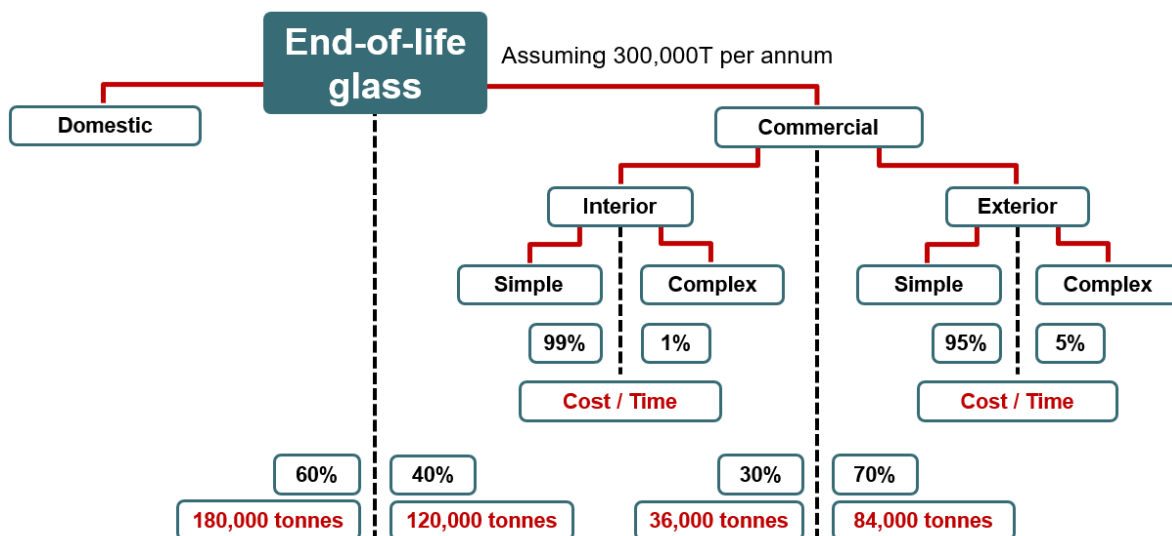 End-of-life
glass
Assuming 300,000T per annum
Domestic
Commercial
Interior
Exterior
Simple
Complex
Simple
Complex
99%
1%
95%
5%
Cost / Time
Cost / Time
60%
40%
30%
70%
180,000 tonnes
120,000 tonnes
36,000 tonnes
84,000 tonnes